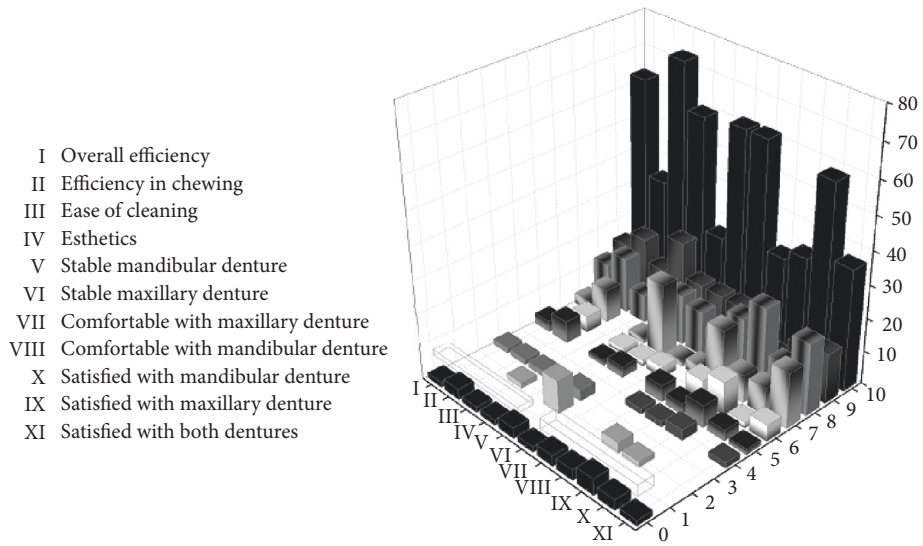 I Overall efficiency
II Efficiency in chewing
III Ease of cleaning
IV Esthetics
V Stable mandibular denture
VI Stable maxillary denture
VII Comfortable with maxillary denture
VIII Comfortable with mandibular denture
X Satisfied with mandibular denture
IX Satisfied with maxillary denture
XI Satisfied with both dentures
80
70
60
50
40
30
20
10
I
II
III
IV
V
VI
VII
VIII
IX
X
XI
0
1
2
3
4
5
6
7
8
9
10